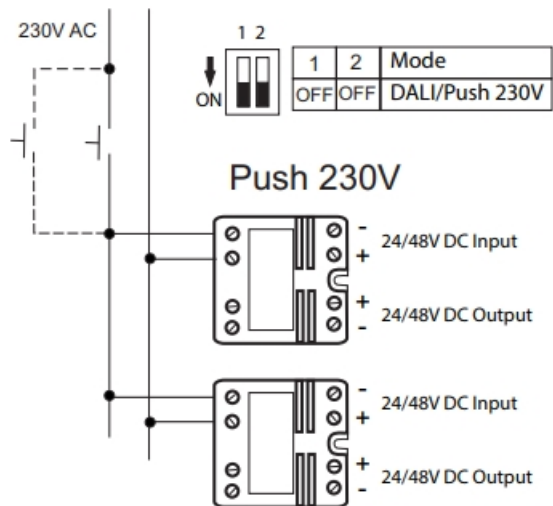 230V AC
1 2
ON
1 2 Mode
OFF OFF DALI/Push 230V
Push 230V
-
24/48V DC Input
+
+
24/48V DC Output
-
-
24/48V DC Input
+
+
24/48V DC Output
-